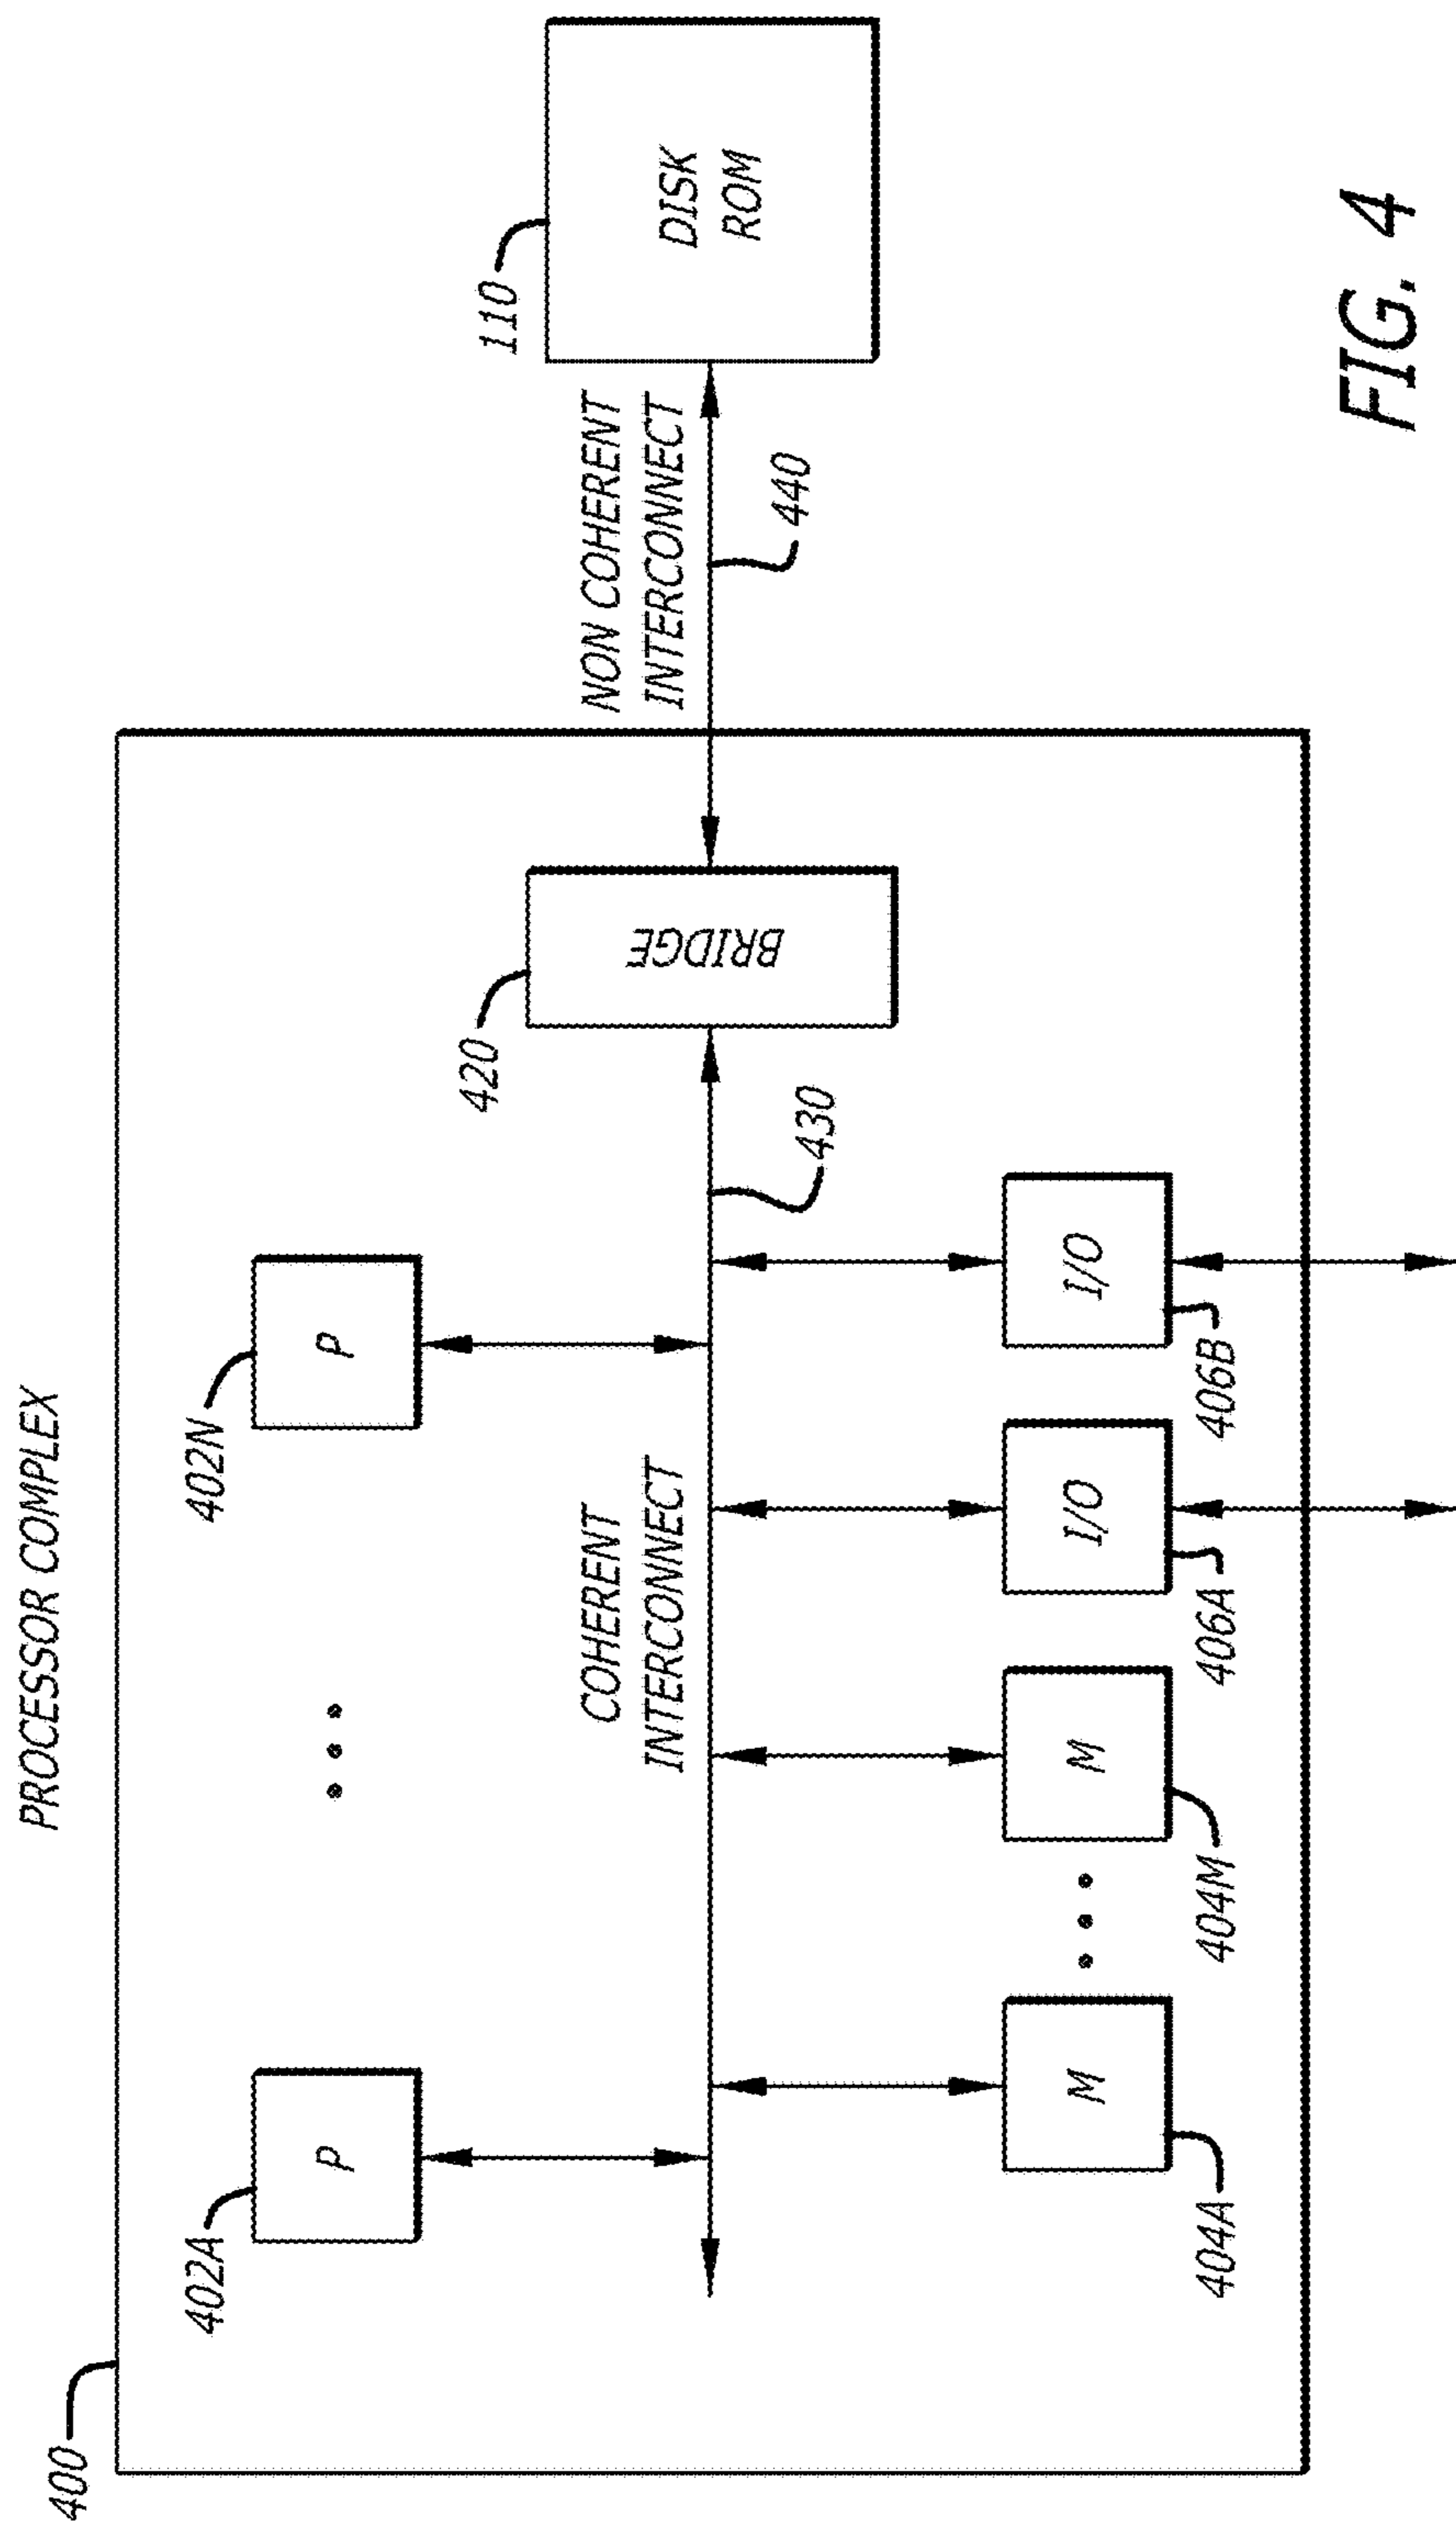 PROCESSOR COMPLEX
400
402A
P
402N
P
COHERENT
INTERCONNECT
430
420
BRIDGE
NON COHERENT
INTERCONNECT
440
110
DISK
ROM
M
404A
M
404M
I/O
406A
I/O
406B
FIG. 4